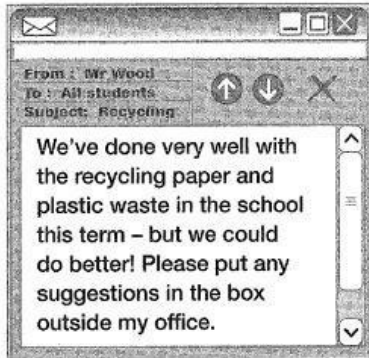 From : Mr Wood
To : All students
Subject: Recycling
We've done very well with
the recycling paper and
plastic waste in the school
this term – but we could
do better! Please put any
suggestions in the box
outside my office.